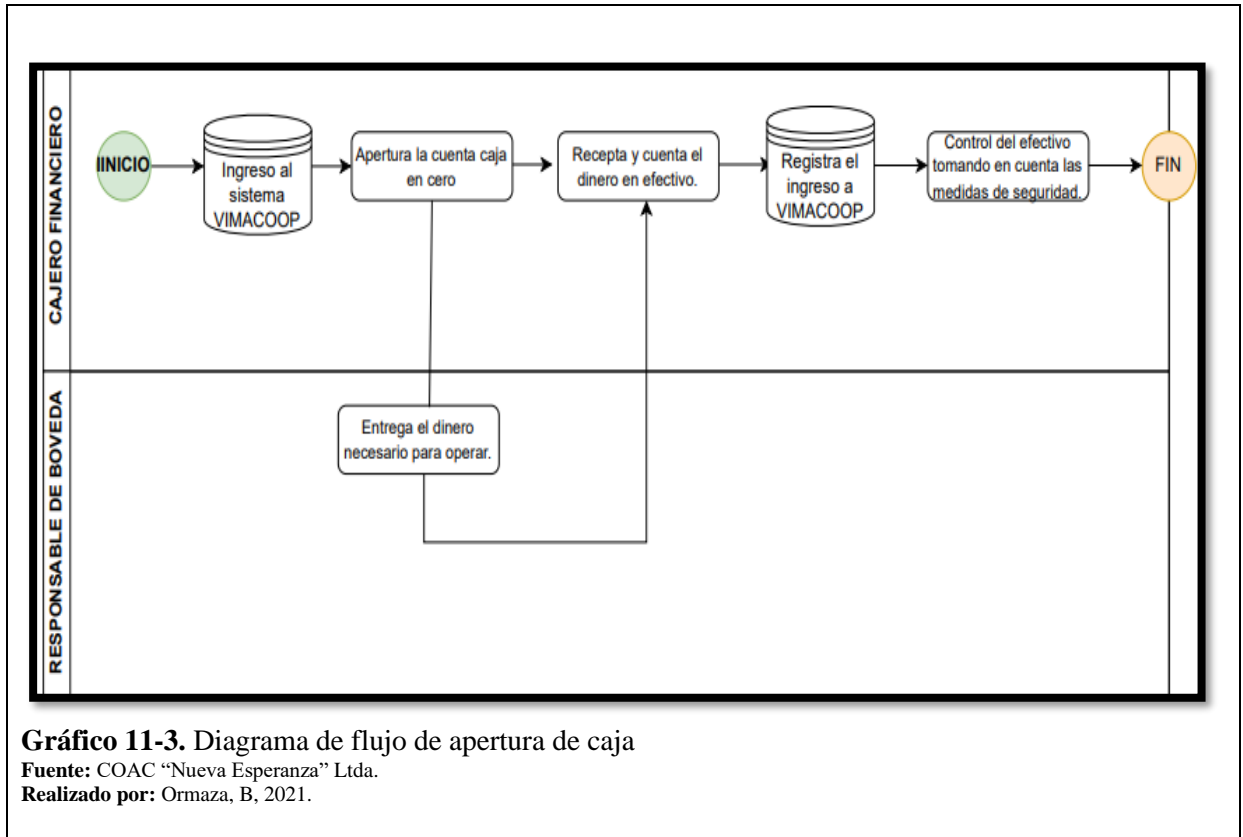 CAJERO FINANCIERO
IINICIO
Ingreso al
sistema
VIMACOOP
Apertura la cuenta caja
en cero
Recepta y cuenta el
dinero en efectivo.
Registra el
ingreso a
VIMACOOP
Control del efectivo
tomando en cuenta las
medidas de seguridad.
FIN
RESPONSABLE DE BOVEDA
Entrega el dinero
necesario para operar.
Gráfico 11-3. Diagrama de flujo de apertura de caja
Fuente: COAC “Nueva Esperanza” Ltda.
Realizado por: Ormaza, B, 2021.